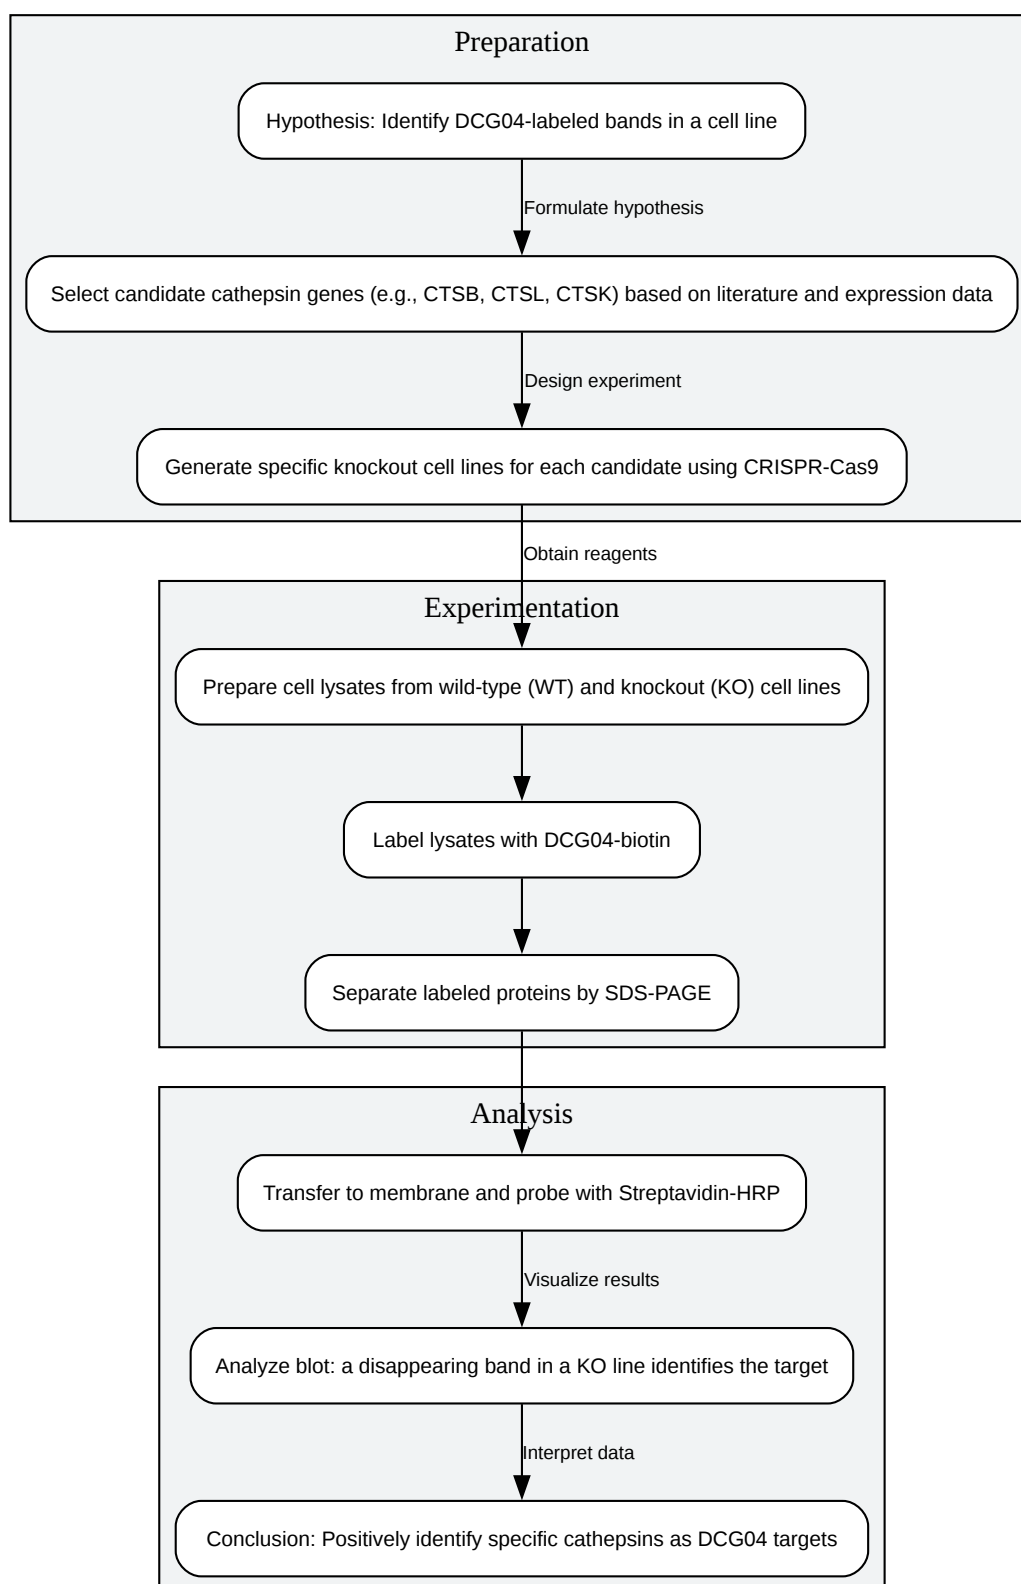 Preparation
Hypothesis: Identify DCG04-labeled bands in a cell line
Formulate hypothesis
Select candidate cathepsin genes (e.g., CTSB, CTSL, CTSK) based on literature and expression data
Design experiment
Generate specific knockout cell lines for each candidate using CRISPR-Cas9
Obtain reagents
Experimentation
Prepare cell lysates from wild-type (WT) and knockout (KO) cell lines
Label lysates with DCG04-biotin
Separate labeled proteins by SDS-PAGE
Analysis
Transfer to membrane and probe with Streptavidin-HRP
Visualize results
Analyze blot: a disappearing band in a KO line identifies the target
Interpret data
Conclusion: Positively identify specific cathepsins as DCG04 targets